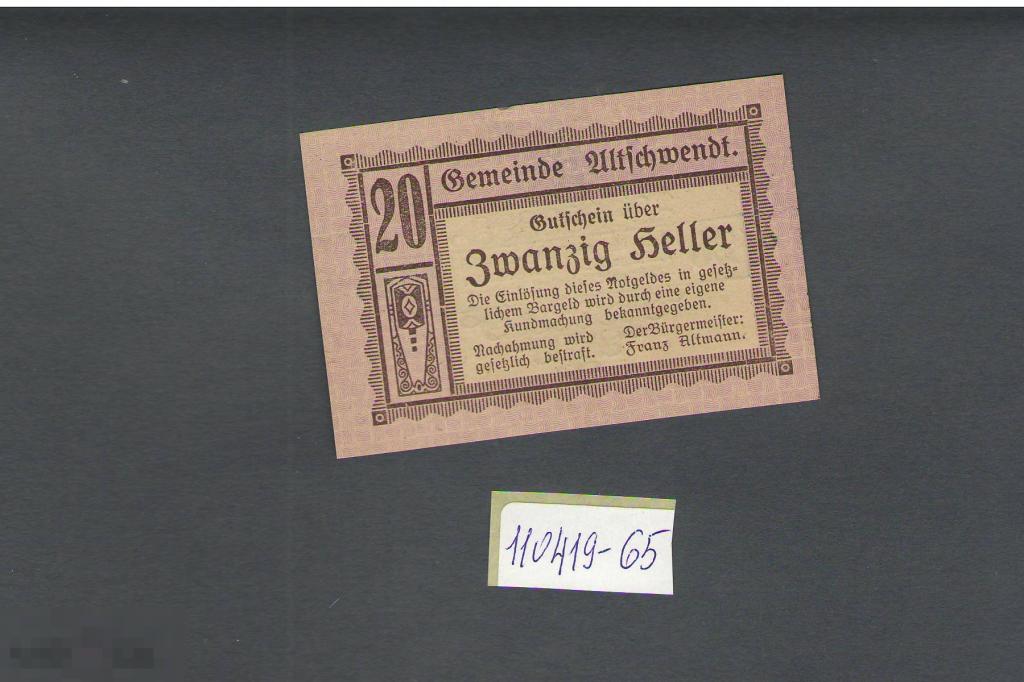 20
Gemeinde Altschwendt.
Gutschein über
Zwanzig Heller
Die Einlösung dieses Notgeldes in gesetz-
lichem Bargeld wird durch eine eigene
Kundmachung bekanntgegeben.
Nachahmung wird
gesetzlich bestraft.
Der Bürgermeister:
Franz Altmann.
110419-65